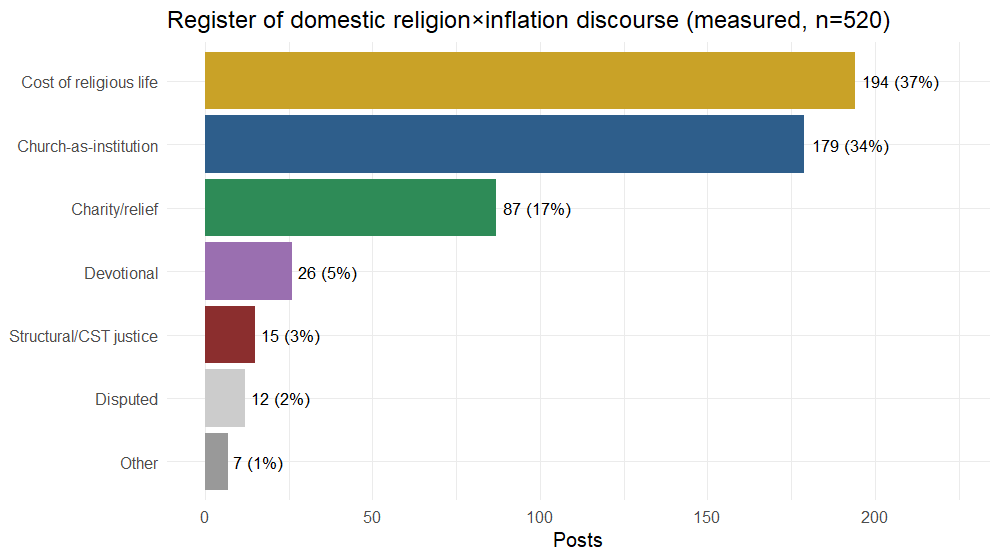 Register of domestic religion×inflation discourse (measured, n=520)
Cost of religious life
194 (37%)
Church-as-institution
179 (34%)
Charity/relief
87 (17%)
Devotional
26 (5%)
Structural/CST justice
15 (3%)
Disputed
12 (2%)
Other
7 (1%)
0 50 100 150 200
Posts